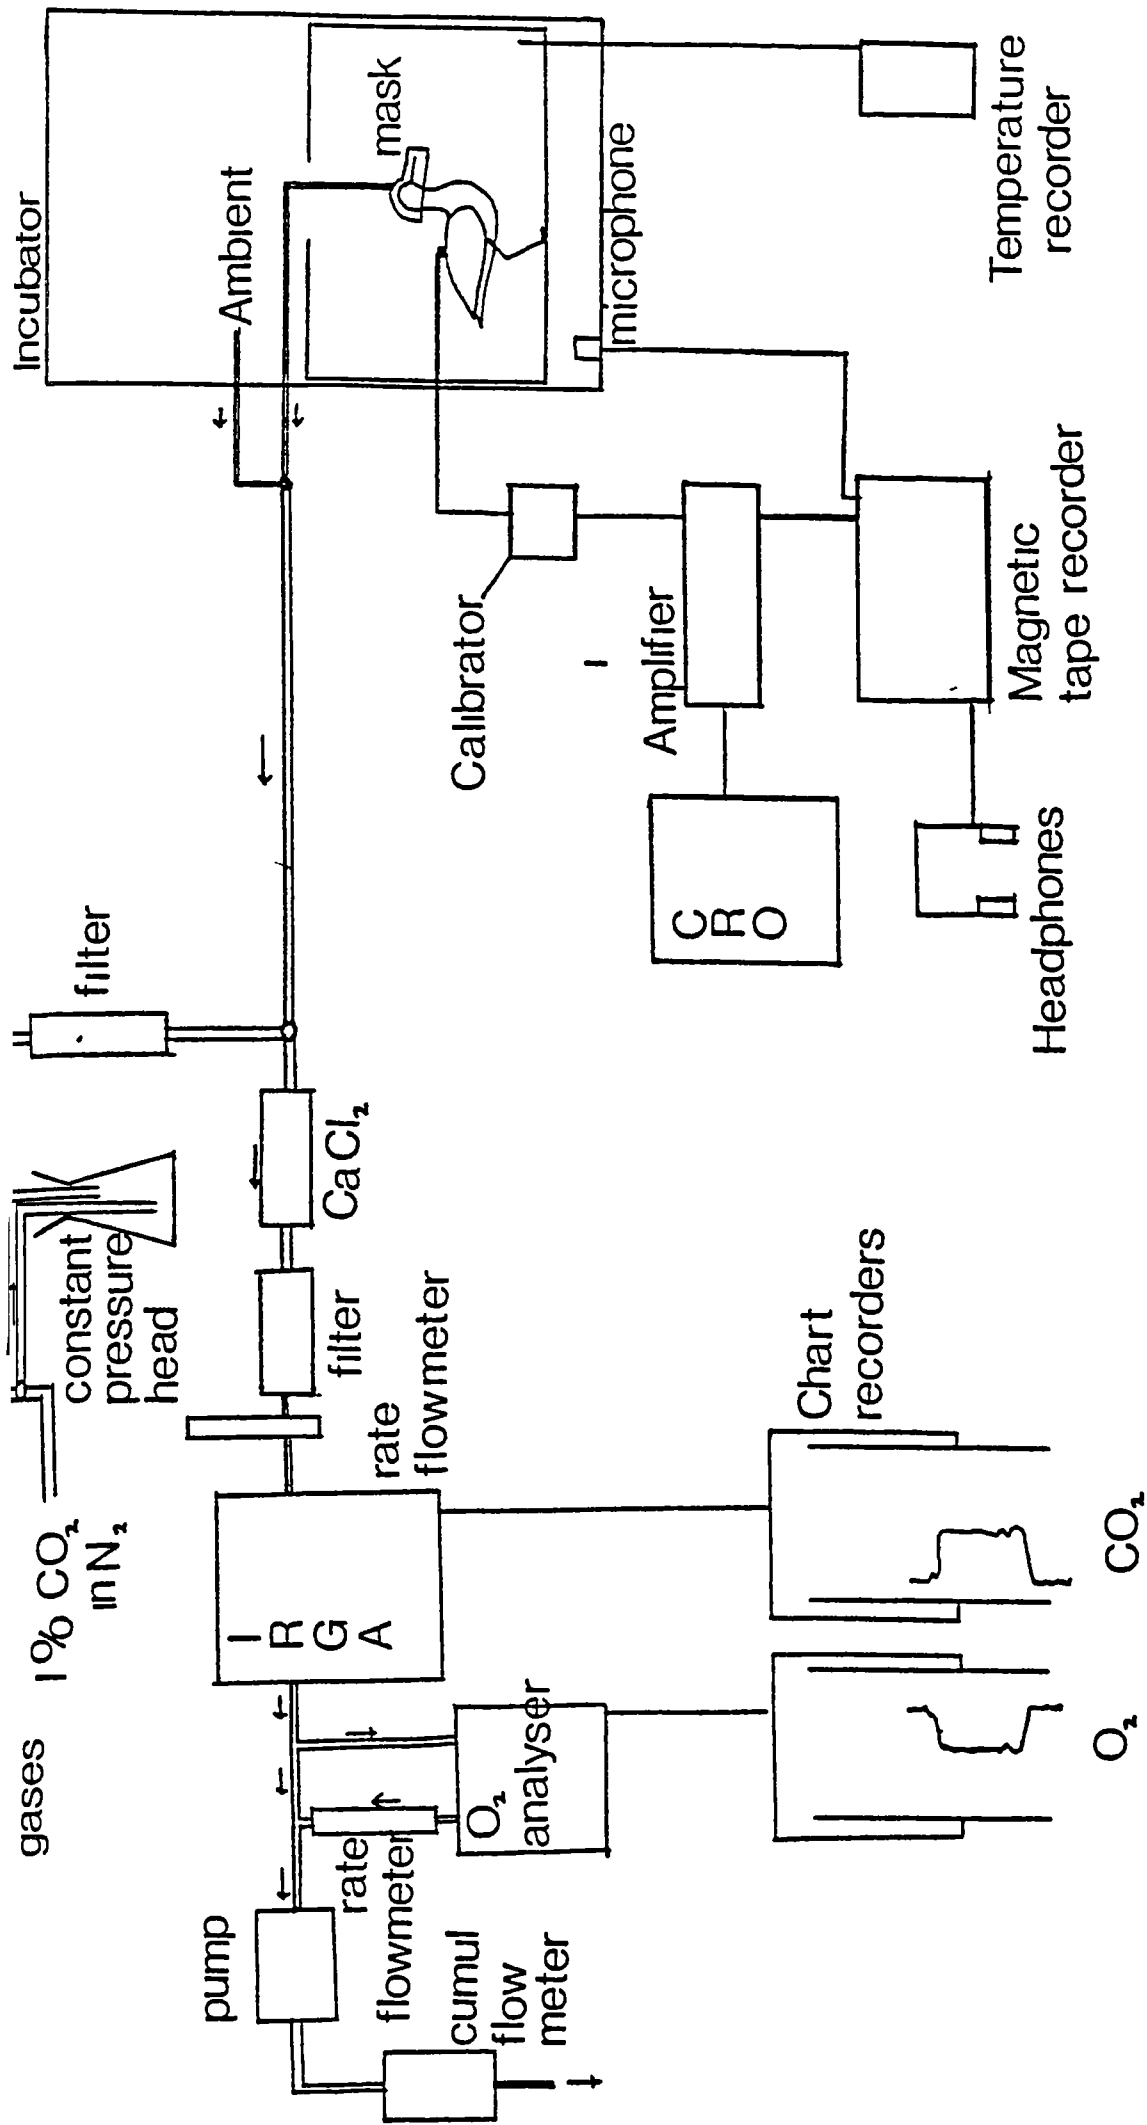 gases
1% CO₂
in N₂
constant
pressure
head
filter
Incubator
Ambient
mask
microphone
Temperature
recorder
pump
cumul
flow
meter
rate
flowmeter
O₂
analyser
I
R
G
A
rate
flowmeter
filter
CaCl₂
Calibrator
Amplifier
C
R
O
Magnetic
tape recorder
Headphones
Chart
recorders
O₂
CO₂